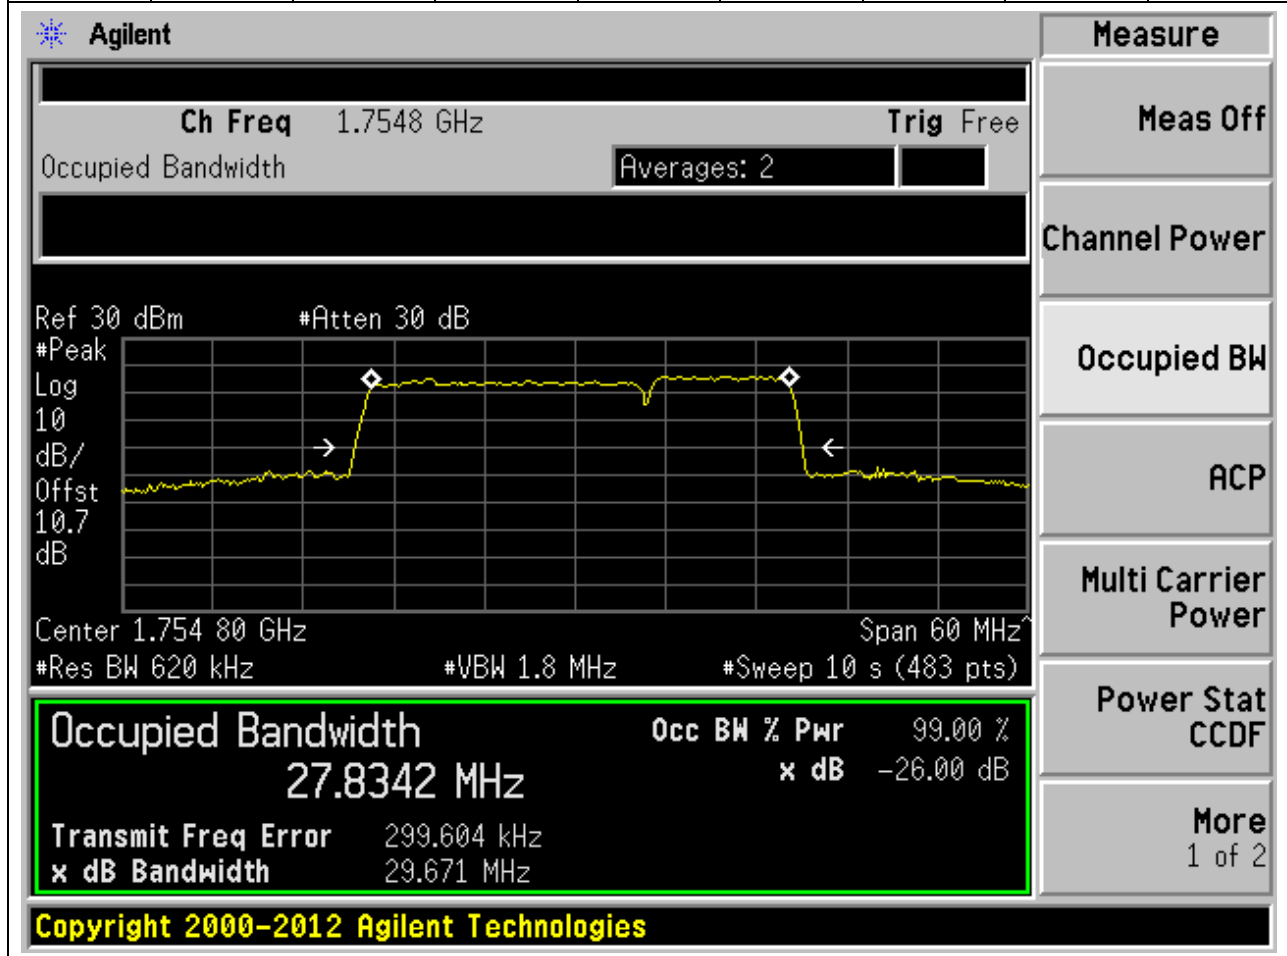 Agilent
Measure
Ch Freq 1.7548 GHz Trig Free
Meas Off
Occupied Bandwidth Averages: 2
Channel Power
Ref 30 dBm #Atten 30 dB
#Peak
Log
10
dB/
Offst
10.7
dB
Occupied BW
ACP
Center 1.754 80 GHz Span 60 MHz^
#Res BW 620 kHz #VBW 1.8 MHz #Sweep 10 s (483 pts)
Multi Carrier
Power
Occupied Bandwidth Occ BW % Pwr 99.00 %
27.8342 MHz x dB -26.00 dB
Power Stat
CCDF
Transmit Freq Error 299.604 kHz
x dB Bandwidth 29.671 MHz
More
1 of 2
Copyright 2000-2012 Agilent Technologies